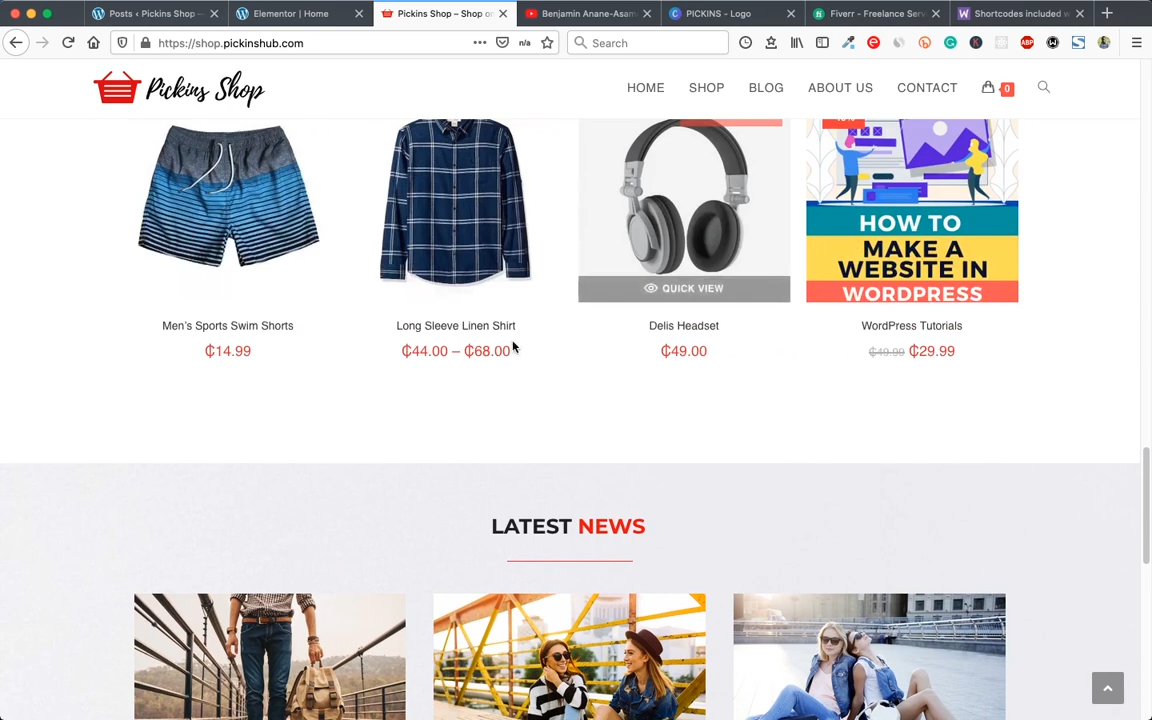 Posts ‹ Pickins Shop —
Elementor | Home
Pickins Shop – Shop on
Benjamin Anane-Asam
PICKINS - Logo
Fiverr - Freelance Serv
Shortcodes included w
https://shop.pickinshub.com
n/a
Search
ABP
Pickins Shop
HOME
SHOP
BLOG
ABOUT US
CONTACT
0
HOW TO
MAKE A
WEBSITE IN
WORDPRESS
QUICK VIEW
Men's Sports Swim Shorts
Long Sleeve Linen Shirt
Delis Headset
WordPress Tutorials
₵14.99
₵44.00 – ₵68.00
₵49.00
₵49.99 ₵29.99
LATEST NEWS